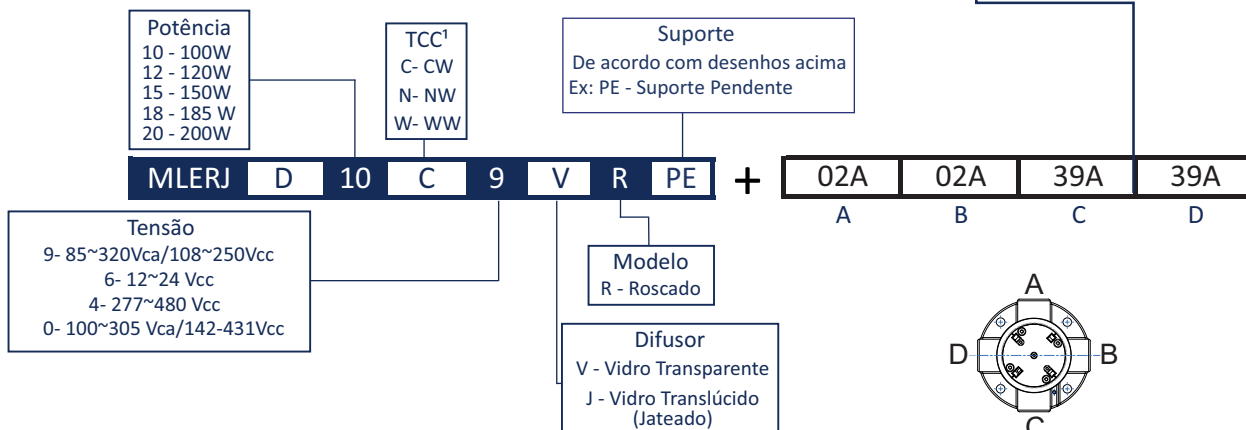 Potência
10 - 100W
12 - 120W
15 - 150W
18 - 185 W
20 - 200W
TCC¹
C- CW
N- NW
W- WW
Suporte
De acordo com desenhos acima
Ex: PE - Suporte Pendente
MLERJ D 10 C 9 V R PE + 02A 02A 39A 39A
A B C D
Tensão
9- 85~320Vca/108~250Vcc
6- 12~24 Vcc
4- 277~480 Vcc
0- 100~305 Vca/142-431Vcc
Modelo
R - Roscado
Difusor
V - Vidro Transparente
J - Vidro Translúcido
(Jateado)
A
D B
C